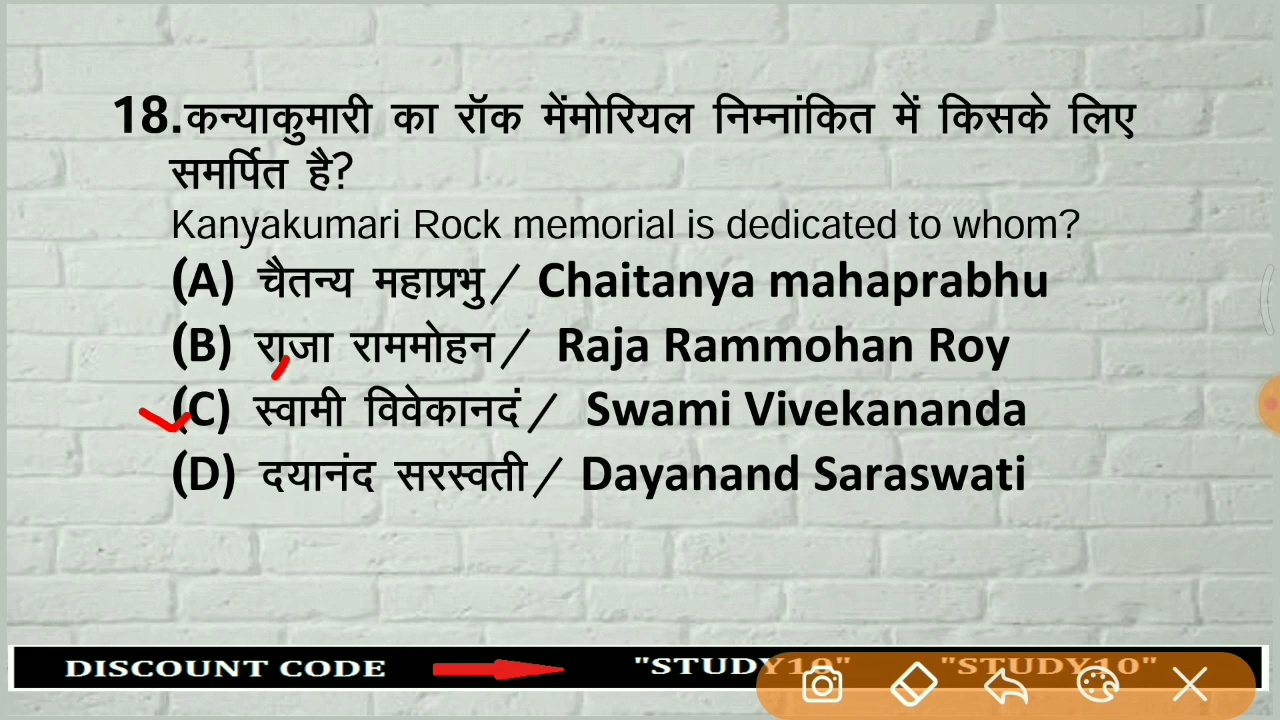 18.कन्याकुमारी का रॉक मेंमोरियल निम्नांकित में किसके लिए
समर्पित है?
Kanyakumari Rock memorial is dedicated to whom?
(A) चैतन्य महाप्रभु/ Chaitanya mahaprabhu
(B) राजा राममोहन/ Raja Rammohan Roy
(C) स्वामी विवेकानदं/ Swami Vivekananda
(D) दयानंद सरस्वती/ Dayanand Saraswati
DISCOUNT CODE "STUDY10" "STUDY10"